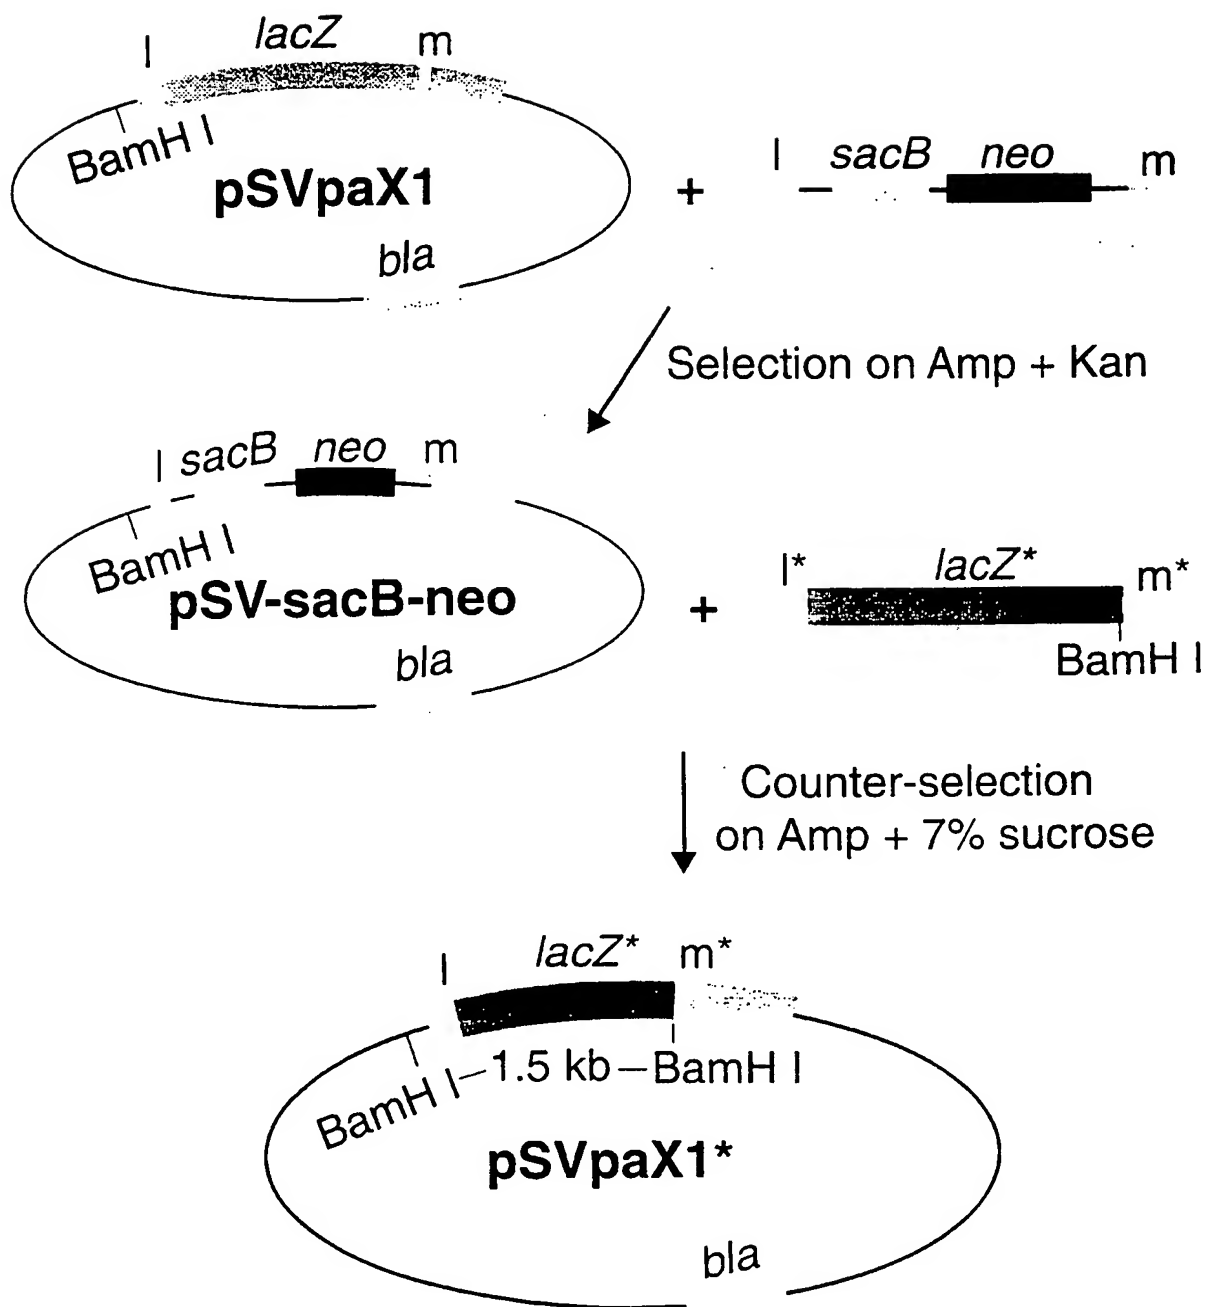 l lacZ m
BamH I
pSVpaX1
bla
+
l sacB neo m
Selection on Amp + Kan
l sacB neo m
BamH I
pSV-sacB-neo
bla
+
l* lacZ* m*
BamH I
Counter-selection
on Amp + 7% sucrose
l lacZ* m*
BamH I – 1.5 kb – BamH I
pSVpaX1*
bla